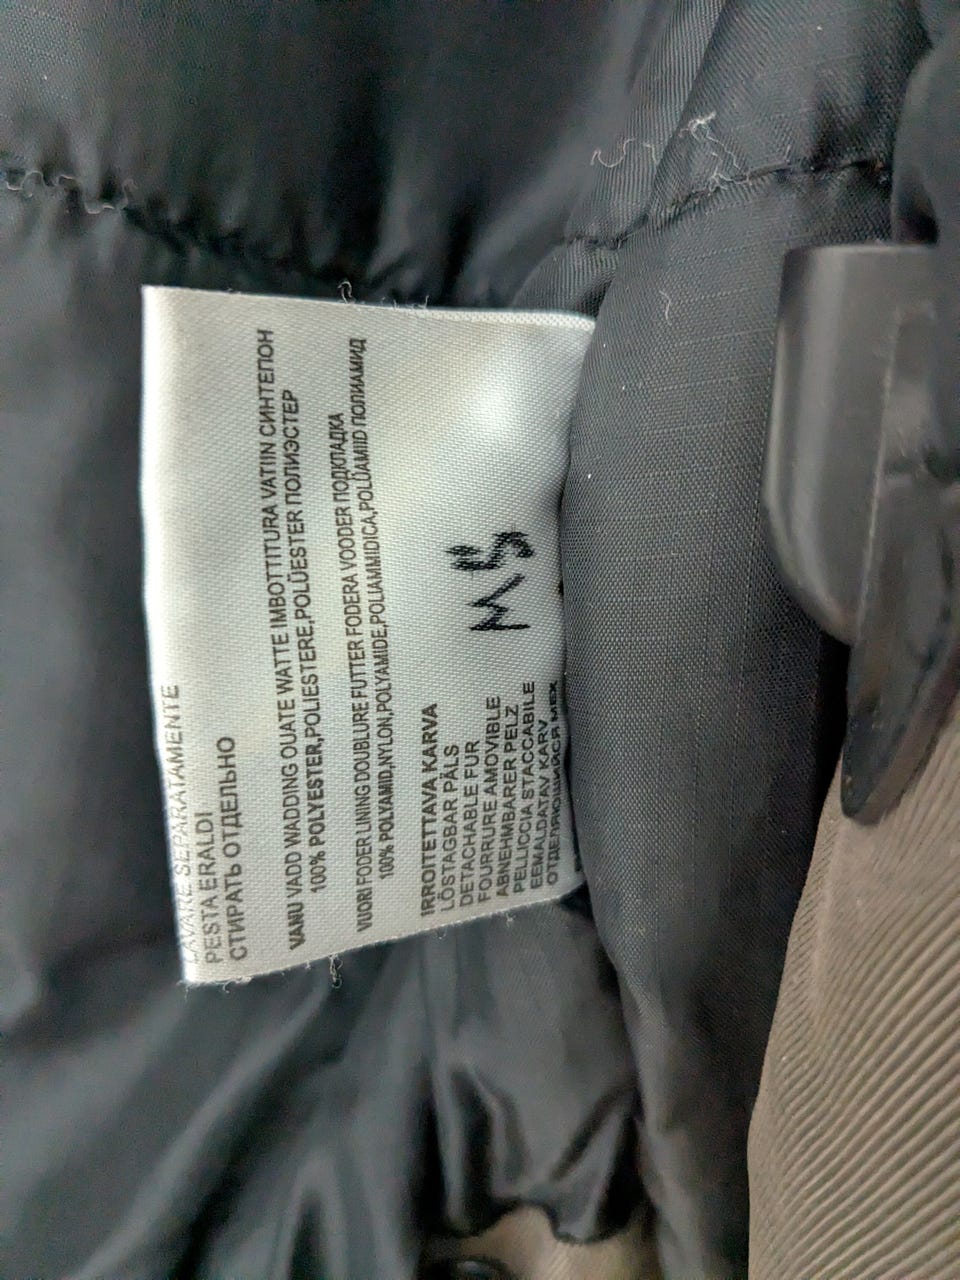 LAVARE SEPARATAMENTE
PESTA ERALDI
СТИРАТЬ ОТДЕЛЬНО
VANU VADD WADDING OUATE WATTE IMBOTTITURA VATIIN СИНТЕПОН
100% POLYESTER,POLIESTERE,POLÜESTER ПОЛИЭСТЕР
VUORI FODER LINING DOUBLURE FUTTER FODERA VOODER ПОДКЛАДКА
100% POLYAMID,NYLON,POLYAMIDE,POLIAMMIDICA,POLÜAMIID ПОЛИАМИД
IRROITETTAVA KARVA
LÖSTAGBAR PÄLS
DETACHABLE FUR
FOURRURE AMOVIBLE
ABNEHMBARER PELZ
PELLICCIA STACCABILE
EEMALDATAV KARV
ОТДЕЛЯЮЩИЙСЯ МЕХ